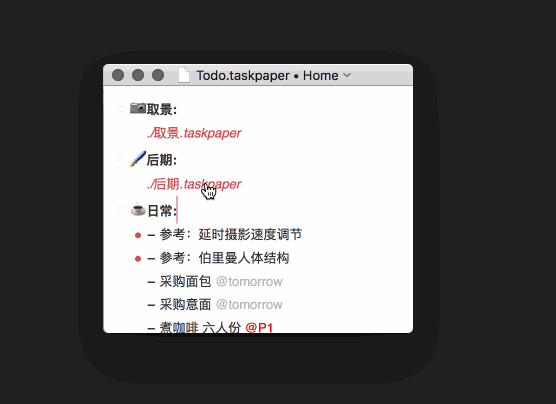 Todo.taskpaper • Home
取景:
./取景.taskpaper
后期:
./后期.taskpaper
日常:
– 参考：延时摄影速度调节
– 参考：伯里曼人体结构
– 采购面包 @tomorrow
– 采购意面 @tomorrow
– 煮咖啡 六人份 @P1